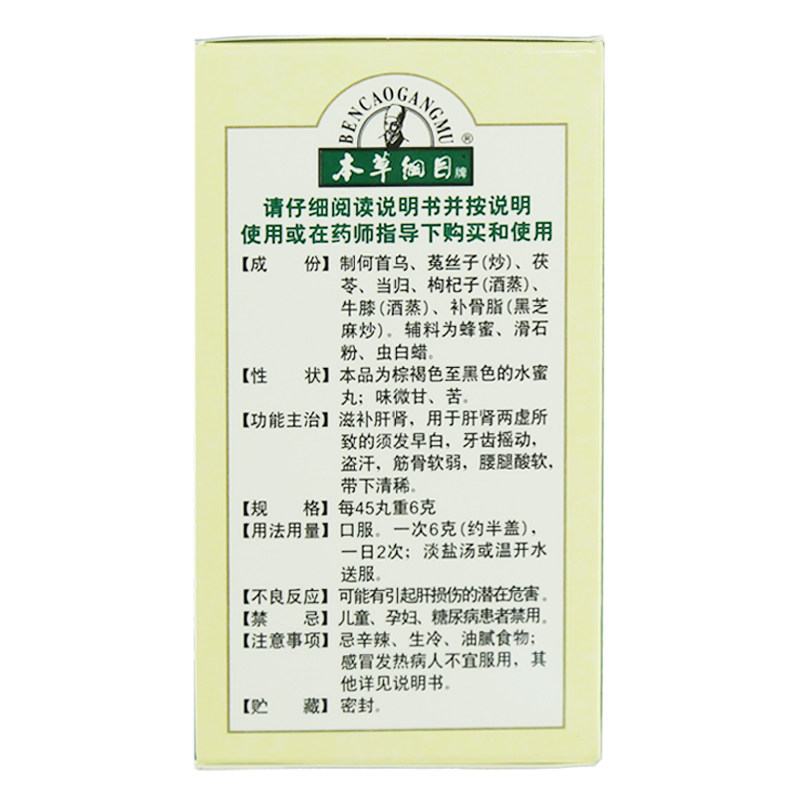 BENCAOGANGMU
®
本草纲目牌
请仔细阅读说明书并按说明
使用或在药师指导下购买和使用
【成　　份】制何首乌、菟丝子(炒)、茯
苓、当归、枸杞子(酒蒸)、
牛膝(酒蒸)、补骨脂(黑芝
麻炒)。辅料为蜂蜜、滑石
粉、虫白蜡。
【性　　状】本品为棕褐色至黑色的水蜜
丸；味微甘、苦。
【功能主治】滋补肝肾，用于肝肾两虚所
致的须发早白，牙齿摇动，
盗汗，筋骨软弱，腰腿酸软，
带下清稀。
【规　　格】每45丸重6克
【用法用量】口服。一次6克(约半盖)，
一日2次；淡盐汤或温开水
送服。
【不良反应】可能有引起肝损伤的潜在危害。
【禁　　忌】儿童、孕妇、糖尿病患者禁用。
【注意事项】忌辛辣、生冷、油腻食物；
感冒发热病人不宜服用，其
他详见说明书。
【贮　　藏】密封。